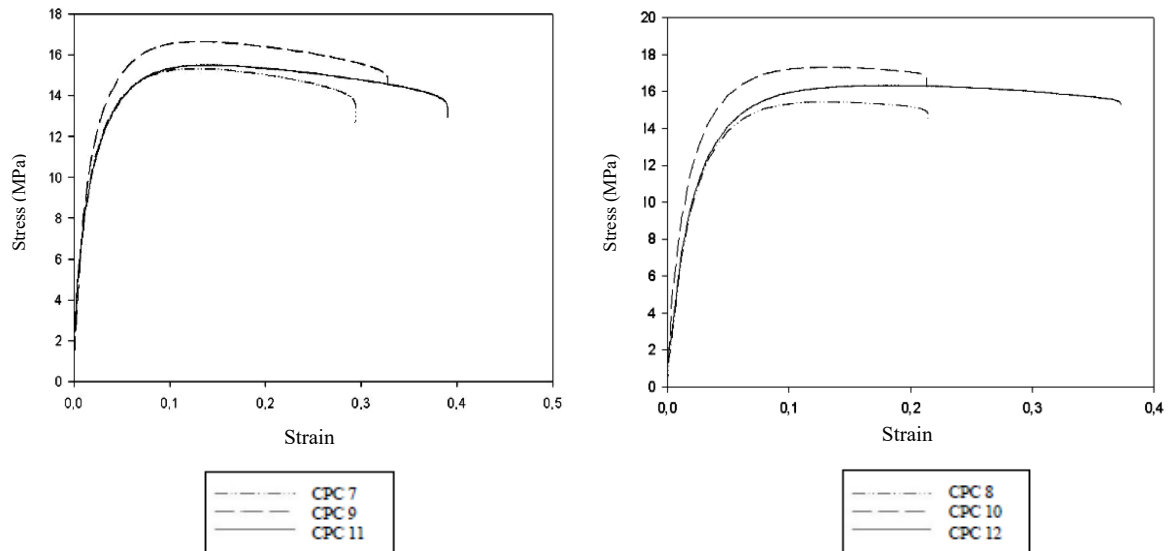 18
16
14
12
10
8
6
4
2
0
Stress (MPa)
0,0 0,1 0,2 0,3 0,4 0,5
Strain
CPC 7
CPC 9
CPC 11
20
18
16
14
12
10
8
6
4
2
0
Stress (MPa)
0,0 0,1 0,2 0,3 0,4
Strain
CPC 8
CPC 10
CPC 12